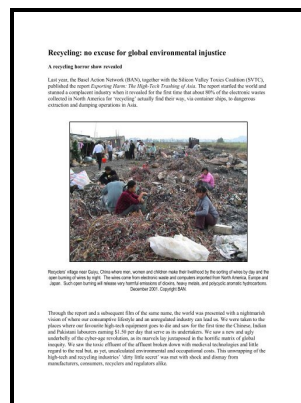 Recycling: no excuse for global environmental injustice
A recycling horror show revealed
Last year, the Basel Action Network (BAN), together with the Silicon Valley Toxics Coalition (SVTC),
published the report Exporting Harm: The High-Tech Trashing of Asia. The report startled the world and
stunned a complacent industry when it revealed for the first time that about 80% of the electronic wastes
collected in North America for 'recycling' actually find their way, via container ships, to dangerous
extraction and dumping operations in Asia.
Recyclers' village near Guiyu, China where men, women and children make their livelihood by the sorting of wires by day and the
open burning of wires by night. The wires come from electronic waste and computers imported from North America, Europe and
Japan. Such open burning will release very harmful emissions of dioxins, heavy metals, and polycyclic aromatic hydrocarbons.
December 2001. Copyright BAN
Through the report and a subsequent film of the same name, the world was presented with a nightmarish
vision of where our consumptive lifestyle and an unregulated industry can lead us. We were taken to the
places where our favourite high-tech equipment goes to die and saw for the first time the Chinese, Indian
and Pakistani labourers earning $1.50 per day that serve as its undertakers. We saw a new and ugly
underbelly of the cyber-age revolution, as its marvels lay juxtaposed in the horrific matrix of global
inequity. We saw the toxic effluent of the affluent broken down with medieval technologies and little
regard to the real but, as yet, uncalculated environmental and occupational costs. This unwrapping of the
high-tech and recycling industries' 'dirty little secret' was met with shock and dismay from
manufacturers, consumers, recyclers and regulators alike.